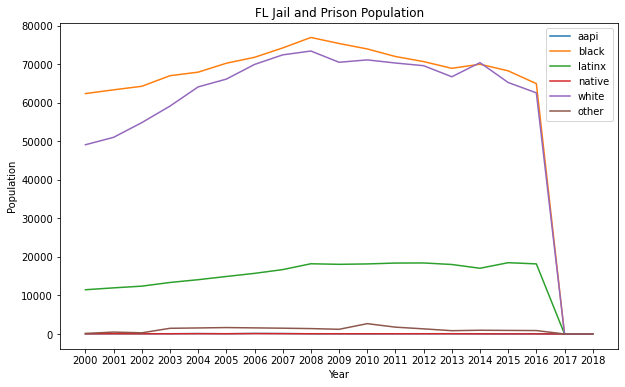 FL Jail and Prison Population
80000
70000
60000
50000
40000
30000
20000
10000
0
Population
aapi
black
latinx
native
white
other
2000 2001 2002 2003 2004 2005 2006 2007 2008 2009 2010 2011 2012 2013 2014 2015 2016 2017 2018
Year